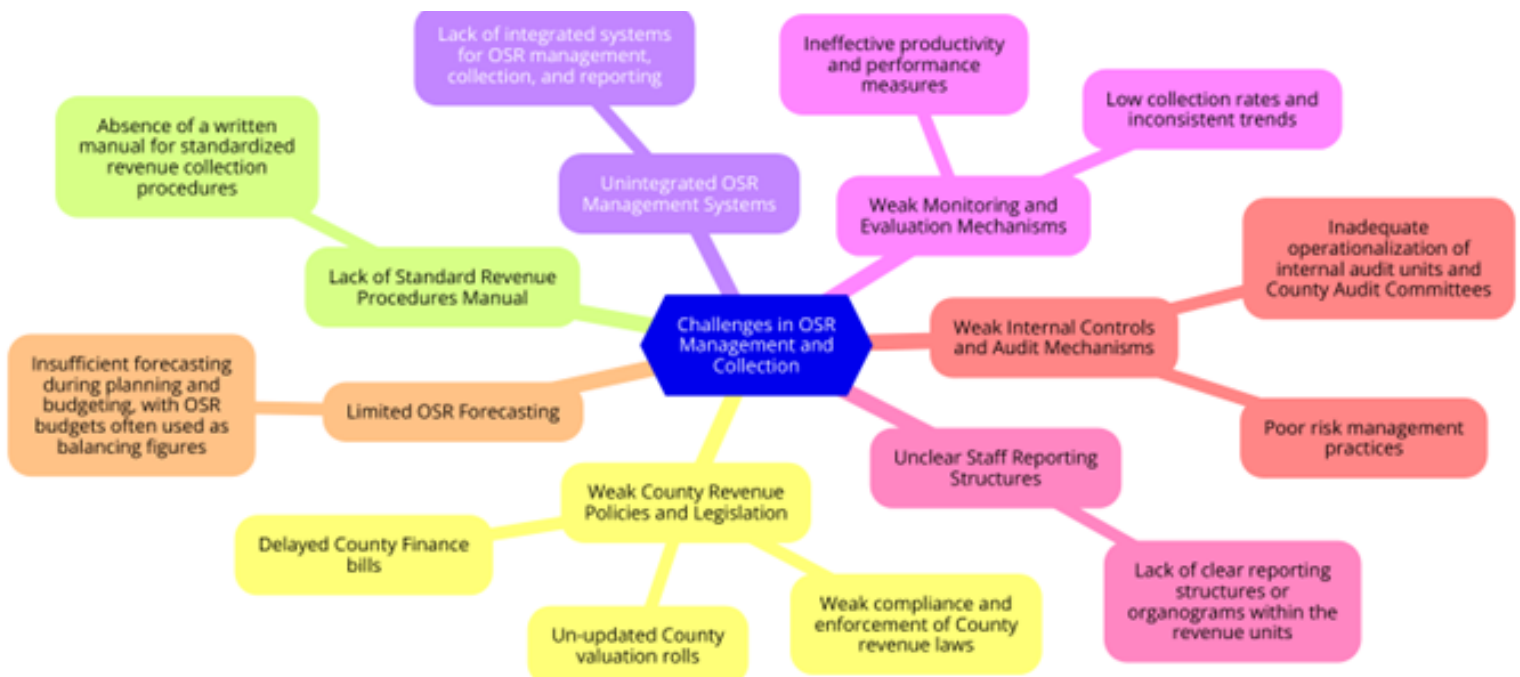 Lack of integrated systems
for OSR management,
collection, and reporting
Ineffective productivity
and performance
measures
Low collection rates and
inconsistent trends
Absence of a written
manual for standardized
revenue collection
procedures
Unintegrated OSR
Management Systems
Weak Monitoring and
Evaluation Mechanisms
Inadequate
operationalization of
internal audit units and
County Audit Committees
Lack of Standard Revenue
Procedures Manual
Challenges in OSR
Management and
Collection
Weak Internal Controls
and Audit Mechanisms
Insufficient forecasting
during planning and
budgeting, with OSR
budgets often used as
balancing figures
Limited OSR Forecasting
Poor risk management
practices
Unclear Staff Reporting
Structures
Weak County Revenue
Policies and Legislation
Delayed County Finance
bills
Un-updated County
valuation rolls
Weak compliance and
enforcement of County
revenue laws
Lack of clear reporting
structures or
organograms within the
revenue units